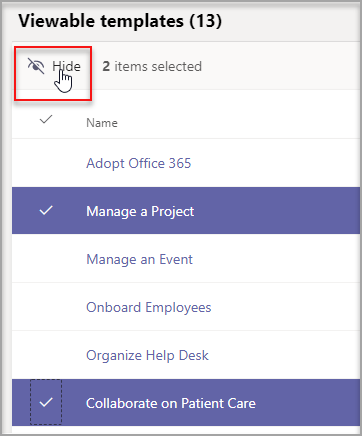 Viewable templates (13)
Hide 2 items selected
Name
Adopt Office 365
Manage a Project
Manage an Event
Onboard Employees
Organize Help Desk
Collaborate on Patient Care